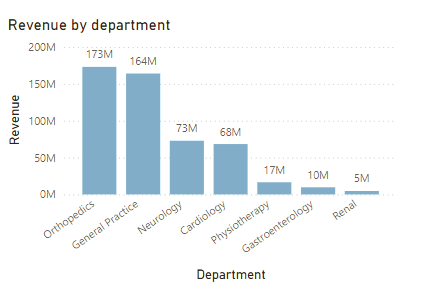 Revenue by department
200M
150M
100M
50M
0M
Revenue
173M
164M
73M
68M
17M
10M
5M
Orthopedics
General Practice
Neurology
Cardiology
Physiotherapy
Gastroenterology
Renal
Department